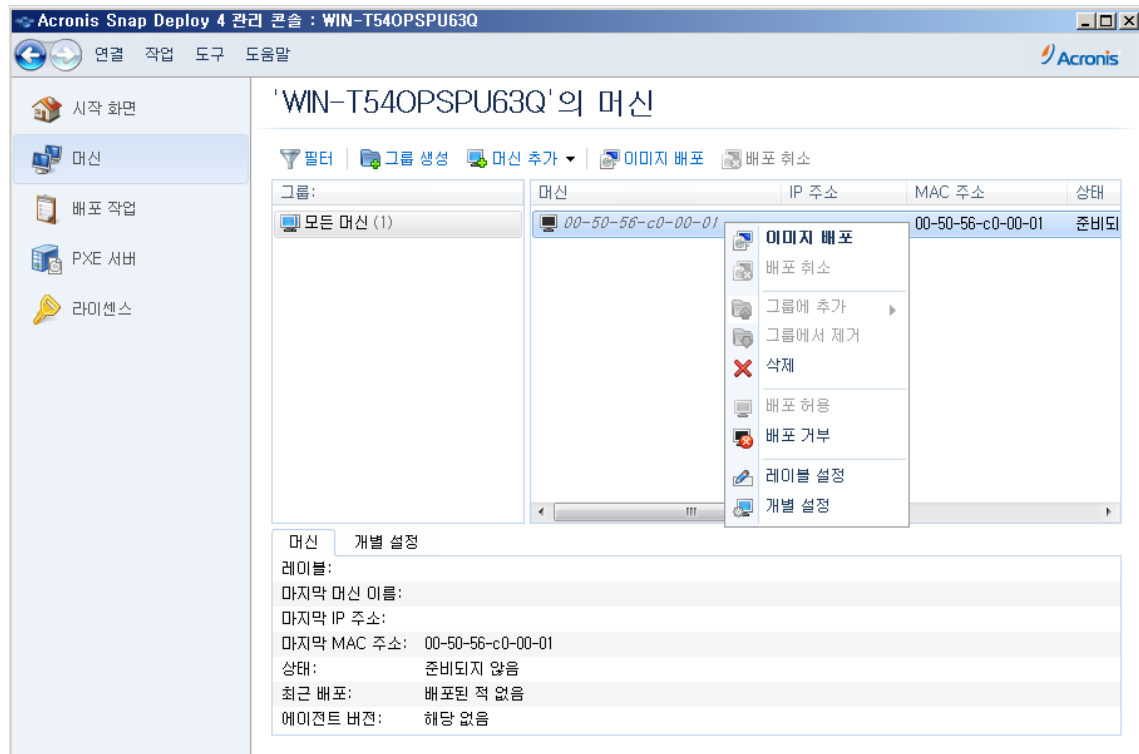 Acronis Snap Deploy 4 관리 콘솔 : WIN-T54OPSPU63Q
연결 작업 도구 도움말
Acronis
시작 화면
머신
배포 작업
PXE 서버
라이센스
'WIN-T54OPSPU63Q'의 머신
필터 그룹 생성 머신 추가 이미지 배포 배포 취소
그룹:
모든 머신 (1)
머신 IP 주소 MAC 주소 상태
00-50-56-c0-00-01 00-50-56-c0-00-01 준비되
이미지 배포
배포 취소
그룹에 추가
그룹에서 제거
삭제
배포 허용
배포 거부
레이블 설정
개별 설정
머신 개별 설정
레이블:
마지막 머신 이름:
마지막 IP 주소:
마지막 MAC 주소: 00-50-56-c0-00-01
상태: 준비되지 않음
최근 배포: 배포된 적 없음
에이전트 버전: 해당 없음